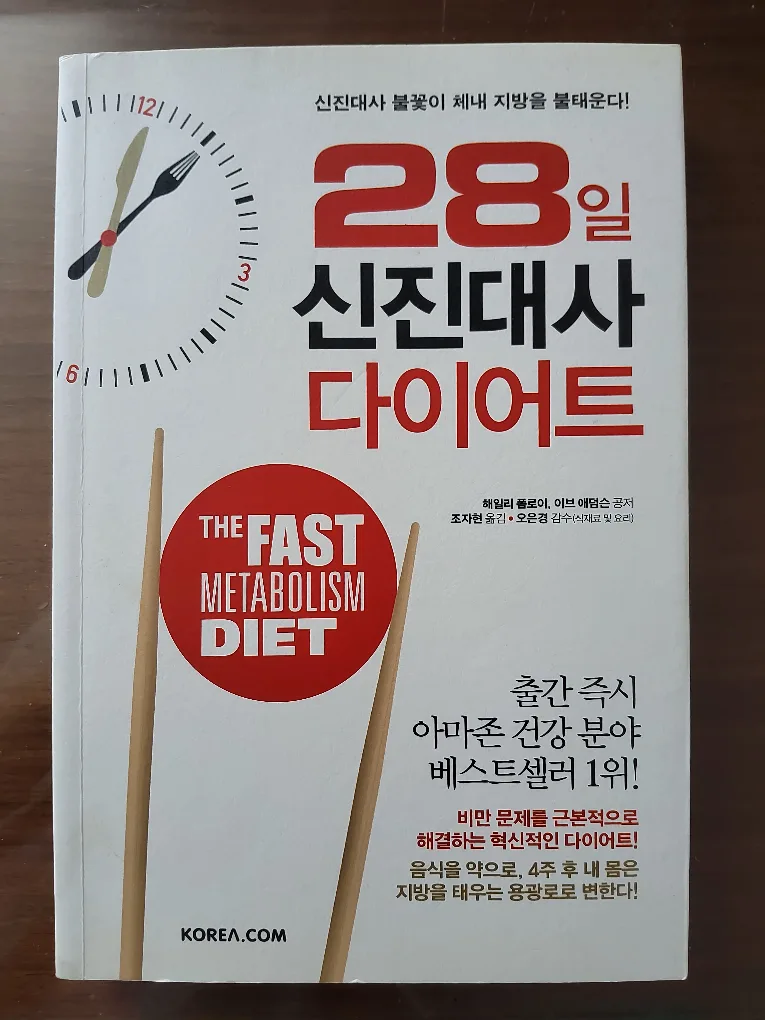 신진대사 불꽃이 체내 지방을 불태운다!
12
3
6
28일
신진대사
다이어트
해일리 폼로이, 이브 애덤슨 공저
조자현 옮김 • 오은경 감수(식재료 및 요리)
THE FAST
METABOLISM
DIET
출간 즉시
아마존 건강 분야
베스트셀러 1위!
비만 문제를 근본적으로
해결하는 혁신적인 다이어트!
음식을 약으로, 4주 후 내 몸은
지방을 태우는 용광로로 변한다!
KOREA.COM